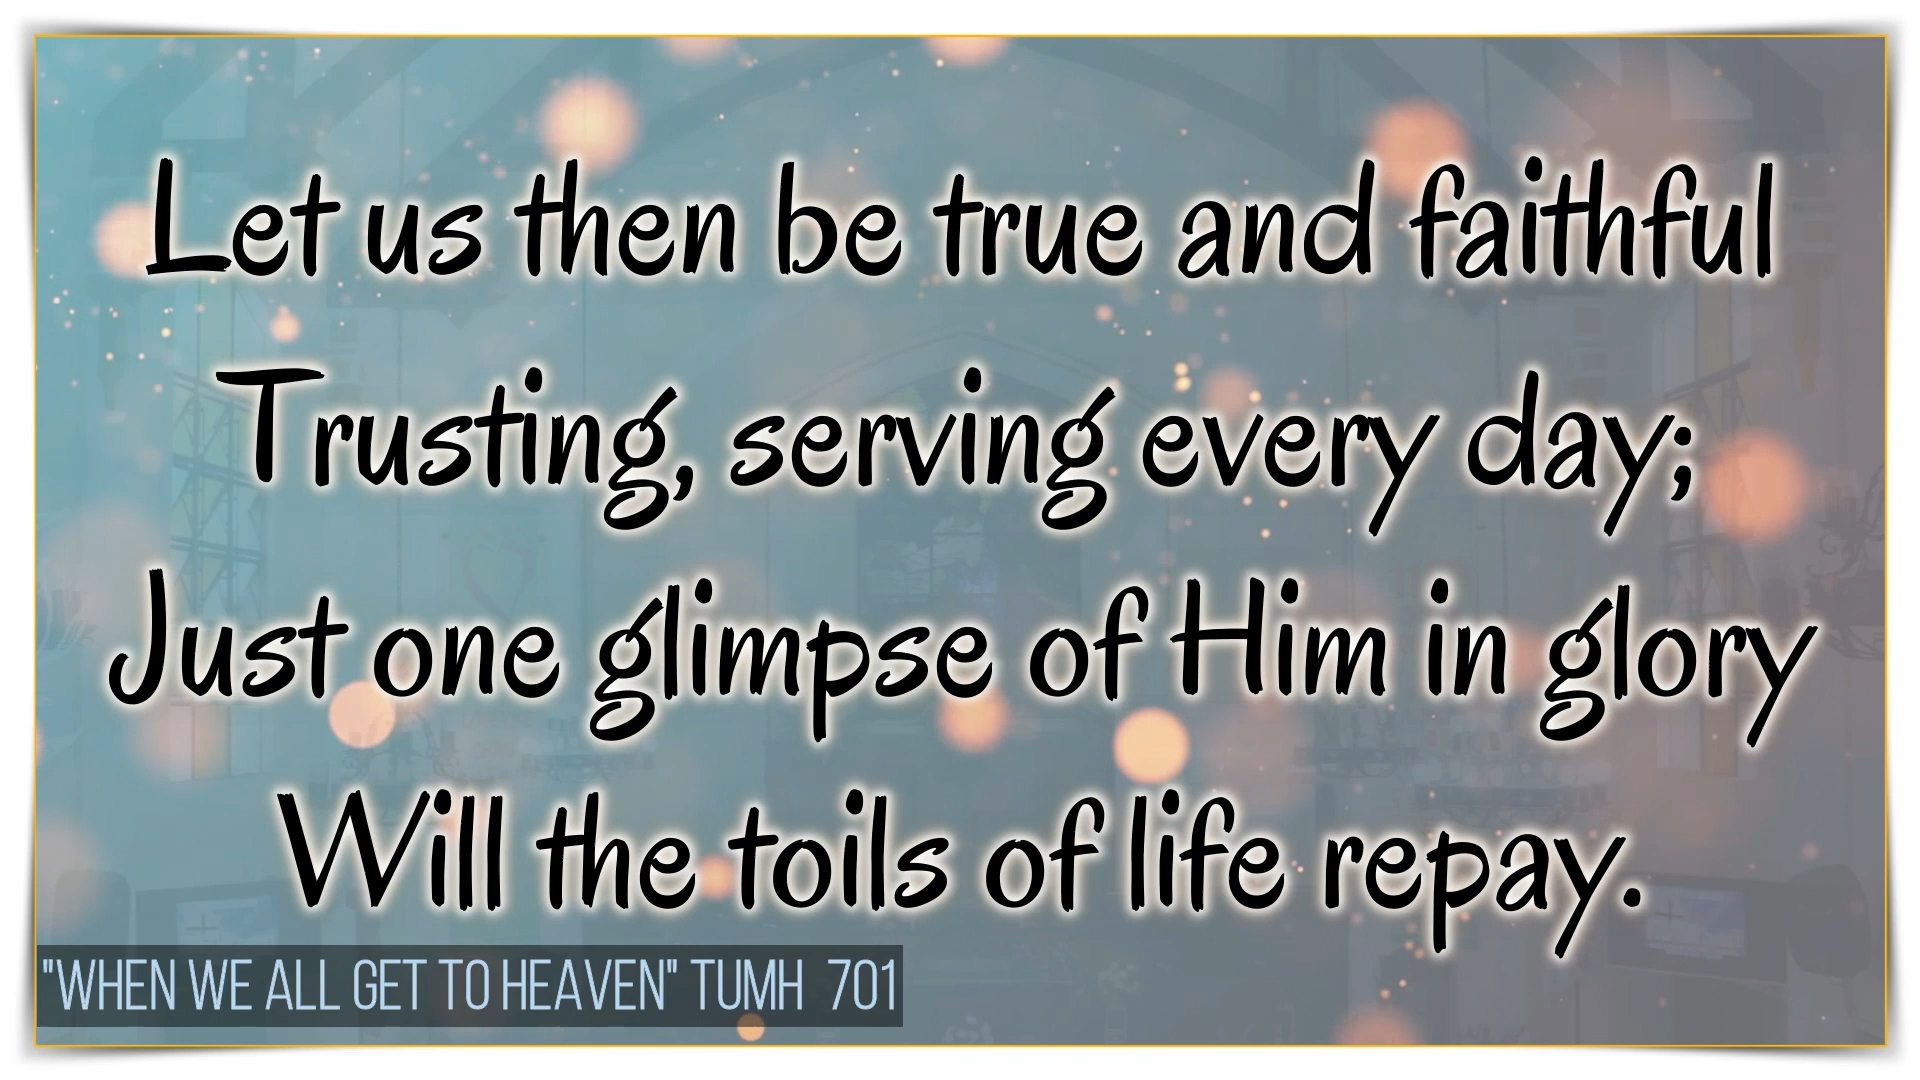 Let us then be true and faithful
Trusting, serving every day;
Just one glimpse of Him in glory
Will the toils of life repay.
"WHEN WE ALL GET TO HEAVEN" TUMH 701